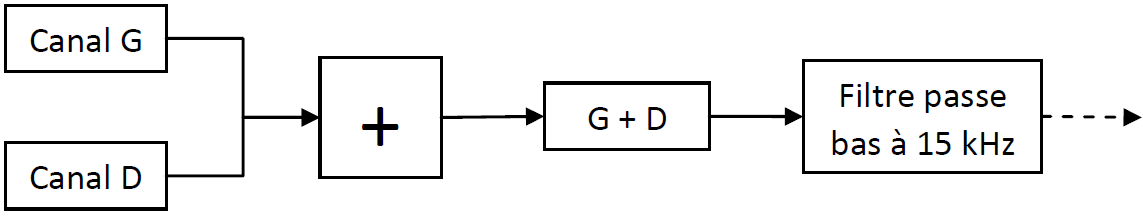 Canal G
Canal D
+
G + D
Filtre passe
bas à 15 kHz